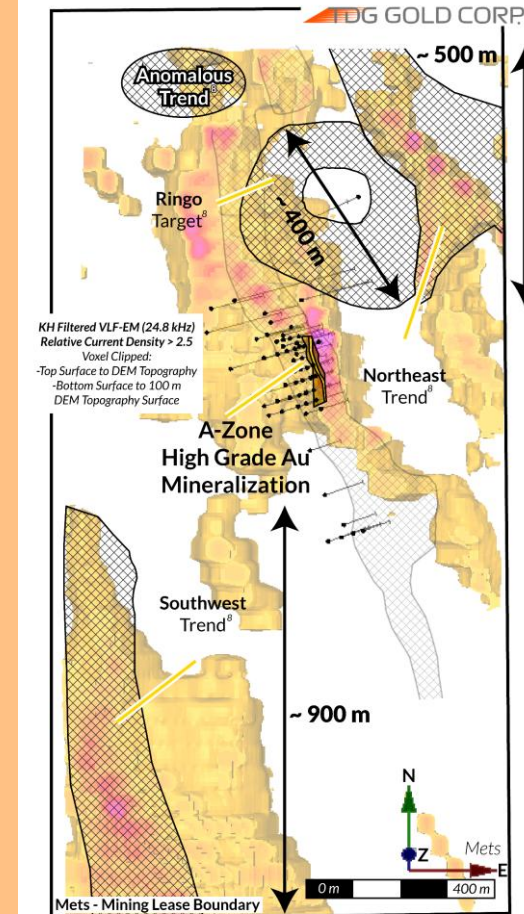 TDG GOLD CORP.
~ 500 m
Anomalous
Trend⁸
Ringo
Target⁸
~ 400 m
KH Filtered VLF-EM (24.8 kHz)
Relative Current Density > 2.5
Voxel Clipped:
-Top Surface to DEM Topography
-Bottom Surface to 100 m
DEM Topography Surface
Northeast
Trend⁸
A-Zone
High Grade Au
Mineralization
Southwest
Trend⁸
~ 900 m
N
Z
Mets
E
0 m
400 m
Mets - Mining Lease Boundary